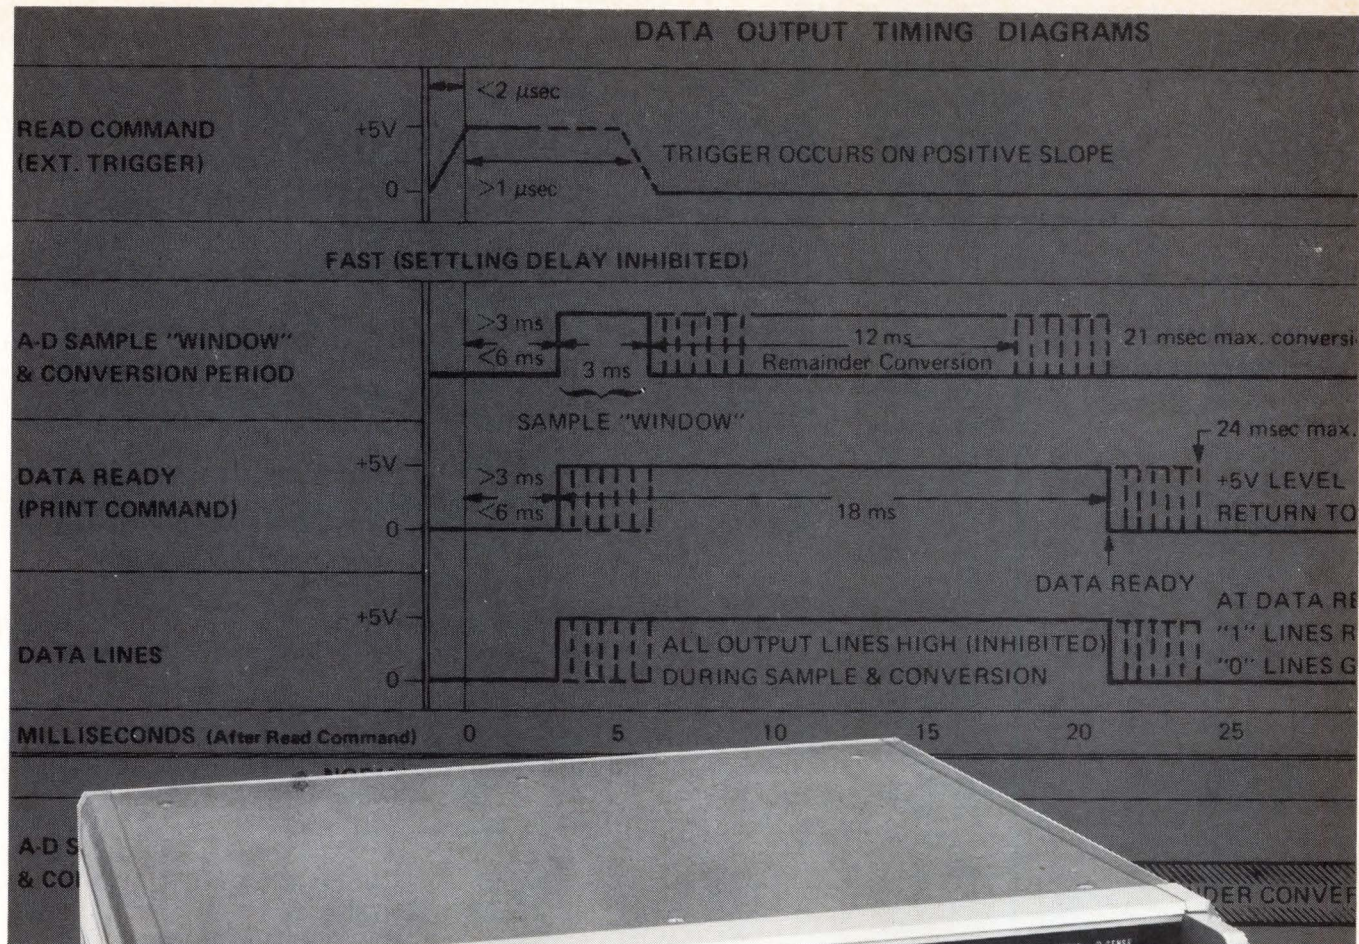 DATA OUTPUT TIMING DIAGRAMS
<2 μsec
READ COMMAND
(EXT. TRIGGER)
+5V
0
TRIGGER OCCURS ON POSITIVE SLOPE
>1 μsec
FAST (SETTLING DELAY INHIBITED)
A-D SAMPLE "WINDOW"
& CONVERSION PERIOD
>3 ms
<6 ms
3 ms
12 ms
Remainder Conversion
21 msec max. conversi
SAMPLE "WINDOW"
24 msec max.
DATA READY
(PRINT COMMAND)
+5V
0
>3 ms
<6 ms
18 ms
+5V LEVEL
RETURN TO
DATA READY
AT DATA RE
"1" LINES R
"0" LINES G
DATA LINES
+5V
0
ALL OUTPUT LINES HIGH (INHIBITED)
DURING SAMPLE & CONVERSION
MILLISECONDS (After Read Command) 0 5 10 15 20 25
A-D S
& CO
DER CONVER
SENSE